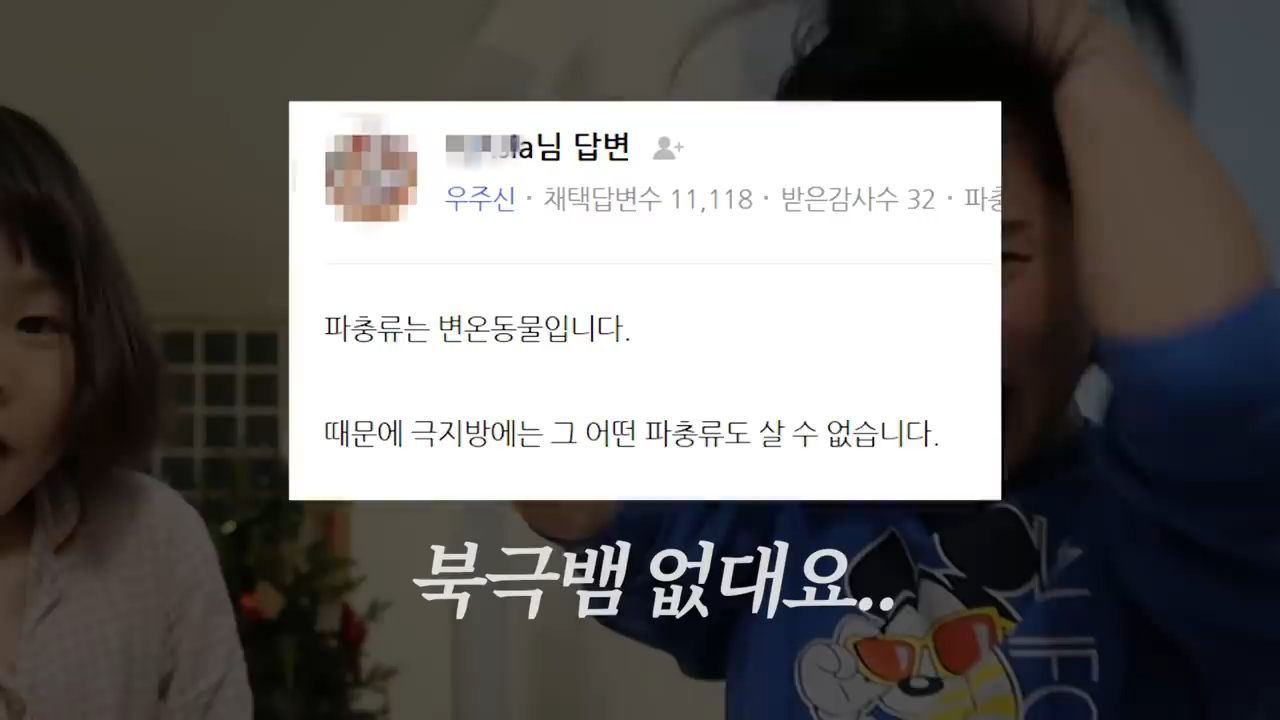 님 답변
우주신 · 채택답변수 11,118 · 받은감사수 32 ·
파충류는 변온동물입니다.
때문에 극지방에는 그 어떤 파충류도 살 수 없습니다.
북극뱀 없대요..